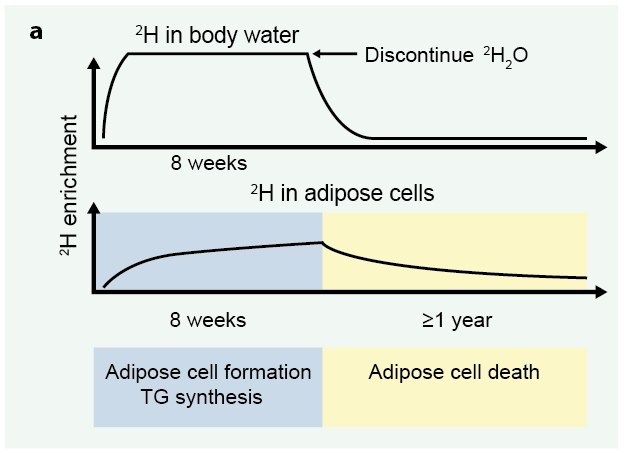 a
²H in body water
Discontinue ²H₂O
8 weeks
²H enrichment
²H in adipose cells
8 weeks
≥1 year
Adipose cell formation
TG synthesis
Adipose cell death